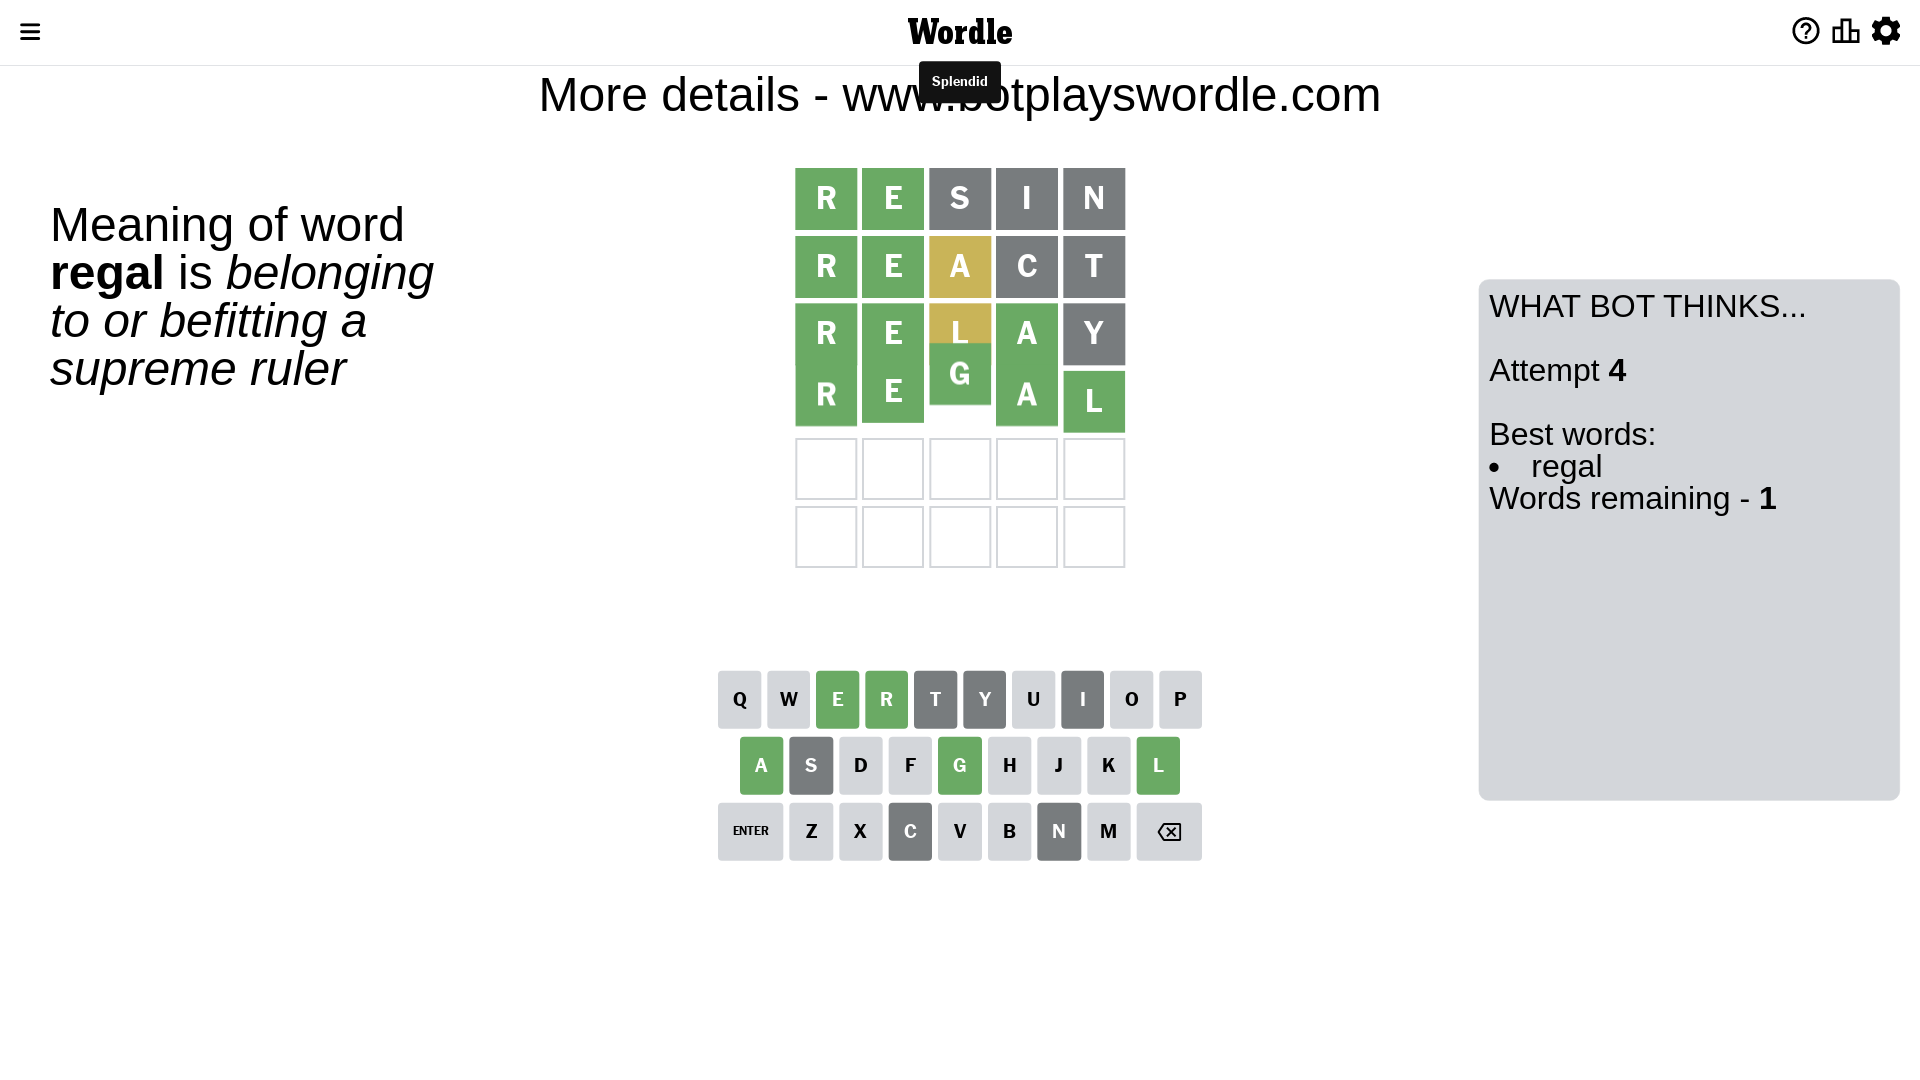 Wordle
Splendid
More details - www.botplayswordle.com
Meaning of word
regal is belonging
to or befitting a
supreme ruler
R E S I N
R E A C T
R E L A Y
R E G A L
WHAT BOT THINKS...
Attempt 4
Best words:
• regal
Words remaining - 1
Q W E R T Y U I O P
A S D F G H J K L
ENTER Z X C V B N M